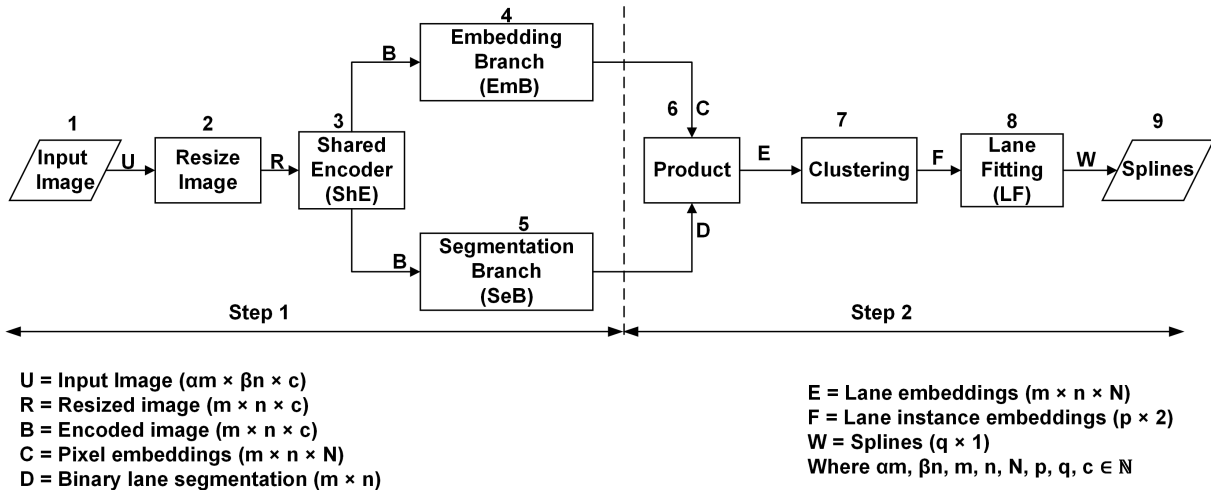 1
Input
Image
U
2
Resize
Image
R
3
Shared
Encoder
(ShE)
B
4
Embedding
Branch
(EmB)
B
5
Segmentation
Branch
(SeB)
6
C
Product
D
E
7
Clustering
F
8
Lane
Fitting
(LF)
W
9
Splines
Step 1
Step 2
U = Input Image (αm × βn × c)
R = Resized image (m × n × c)
B = Encoded image (m × n × c)
C = Pixel embeddings (m × n × N)
D = Binary lane segmentation (m × n)
E = Lane embeddings (m × n × N)
F = Lane instance embeddings (p × 2)
W = Splines (q × 1)
Where αm, βn, m, n, N, p, q, c ∈ ℕ